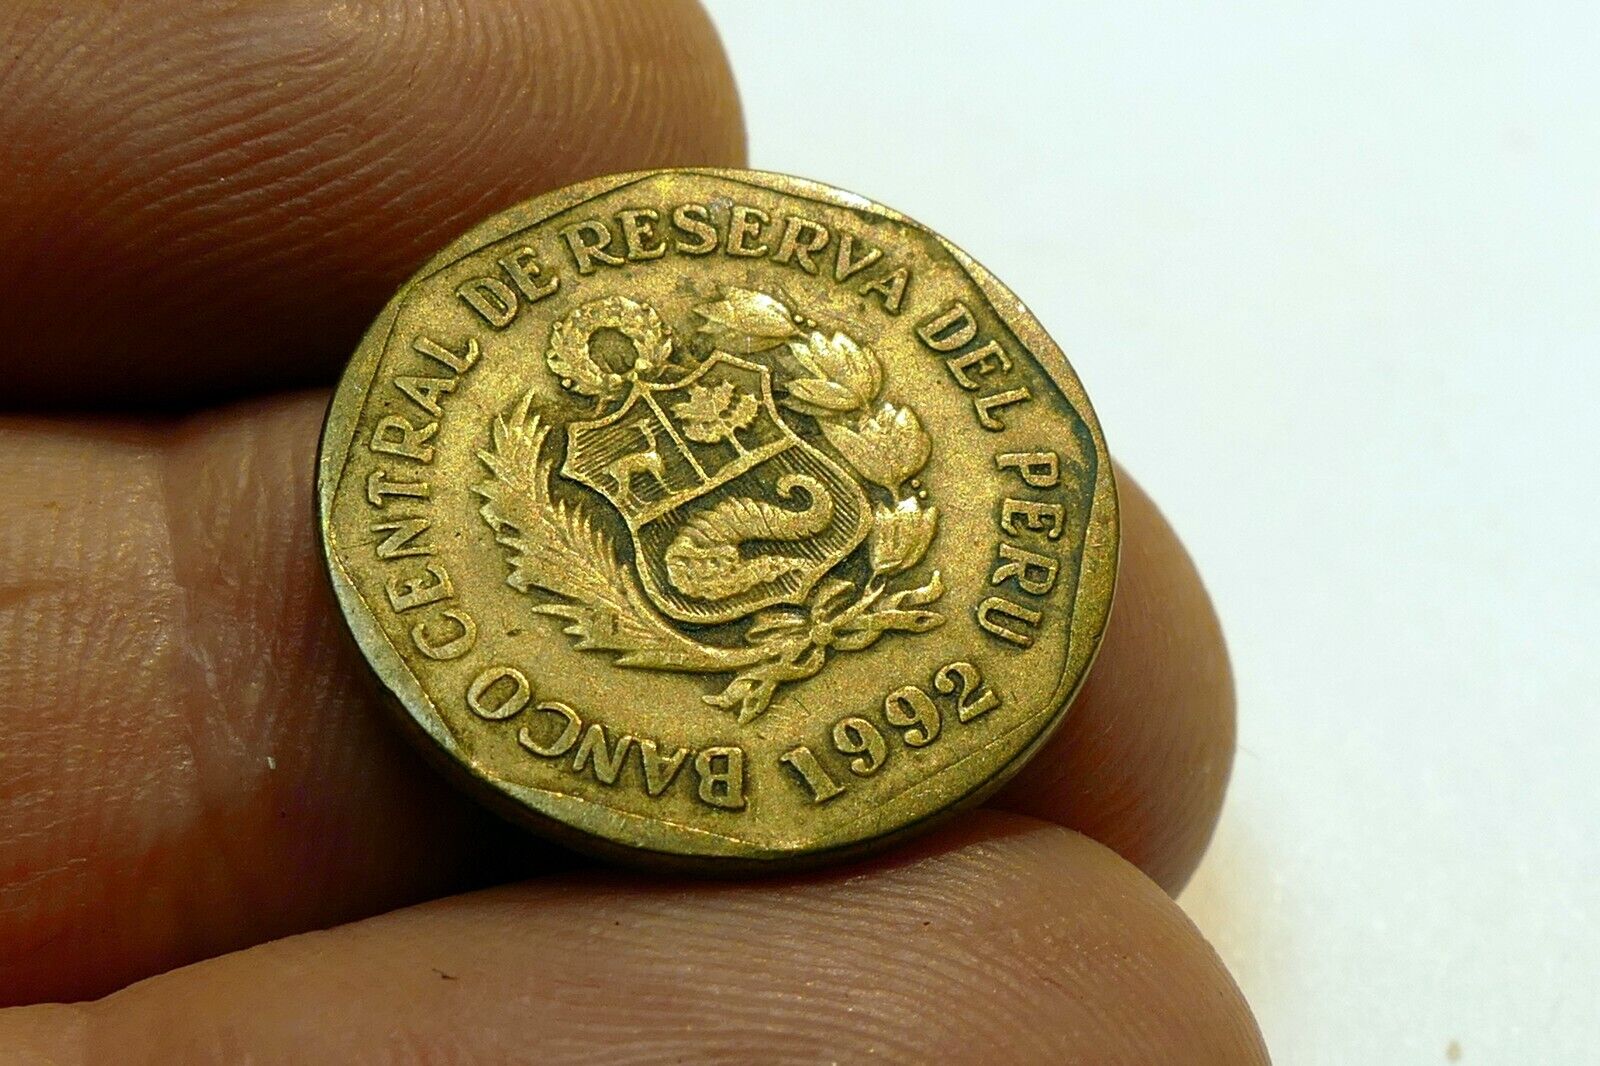 BANCO CENTRAL DE RESERVA DEL PERU
1992